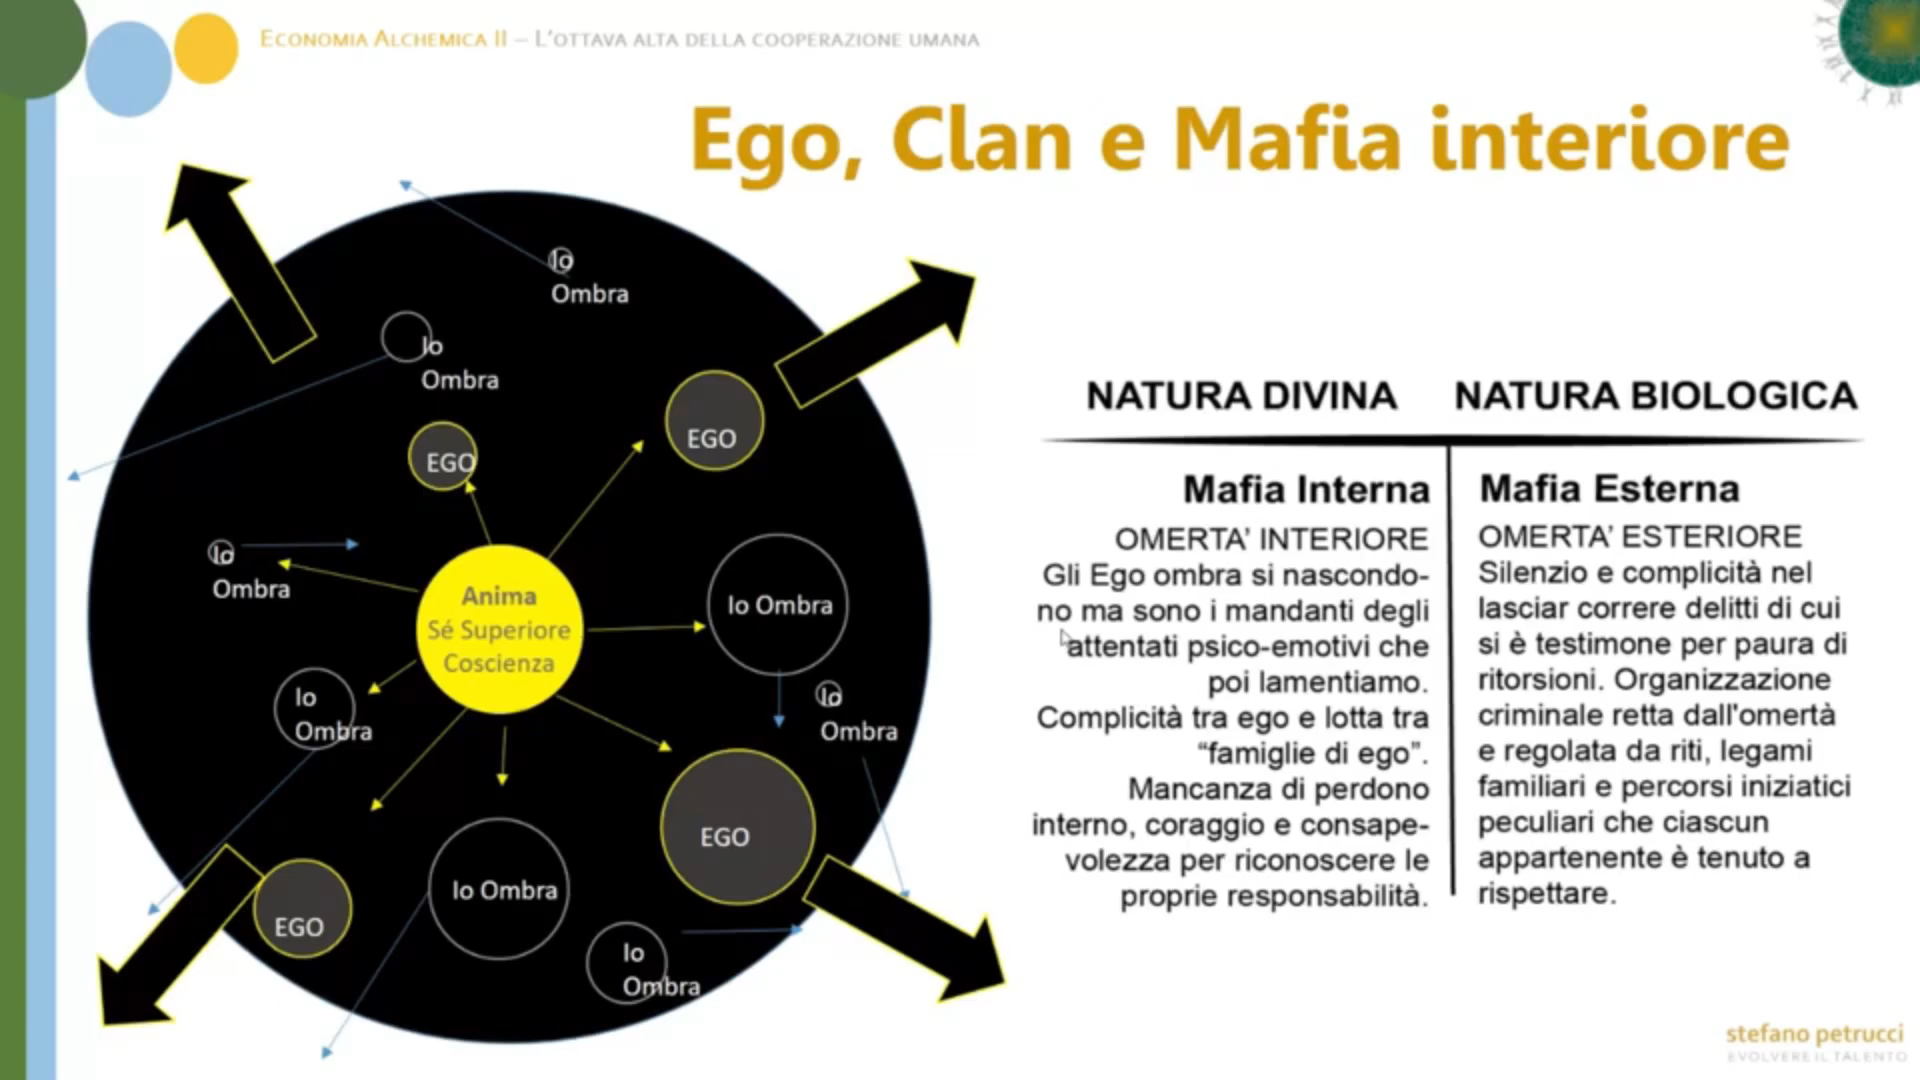 ECONOMIA ALCHEMICA II – L'OTTAVA ALTA DELLA COOPERAZIONE UMANA
Ego, Clan e Mafia interiore
Io
Ombra
Io
Ombra
EGO
EGO
Io
Ombra
Anima
Sé Superiore
Coscienza
Io Ombra
Io
Ombra
Io
Ombra
EGO
EGO
Io Ombra
Io
Ombra
NATURA DIVINA
Mafia Interna
OMERTA' INTERIORE
Gli Ego ombra si nascondo-
no ma sono i mandanti degli
attentati psico-emotivi che
poi lamentiamo.
Complicità tra ego e lotta tra
“famiglie di ego”.
Mancanza di perdono
interno, coraggio e consape-
volezza per riconoscere le
proprie responsabilità.
NATURA BIOLOGICA
Mafia Esterna
OMERTA' ESTERIORE
Silenzio e complicità nel
lasciar correre delitti di cui
si è testimone per paura di
ritorsioni. Organizzazione
criminale retta dall'omertà
e regolata da riti, legami
familiari e percorsi iniziatici
peculiari che ciascun
appartenente è tenuto a
rispettare.
stefano petrucci
EVOLVERE IL TALENTO